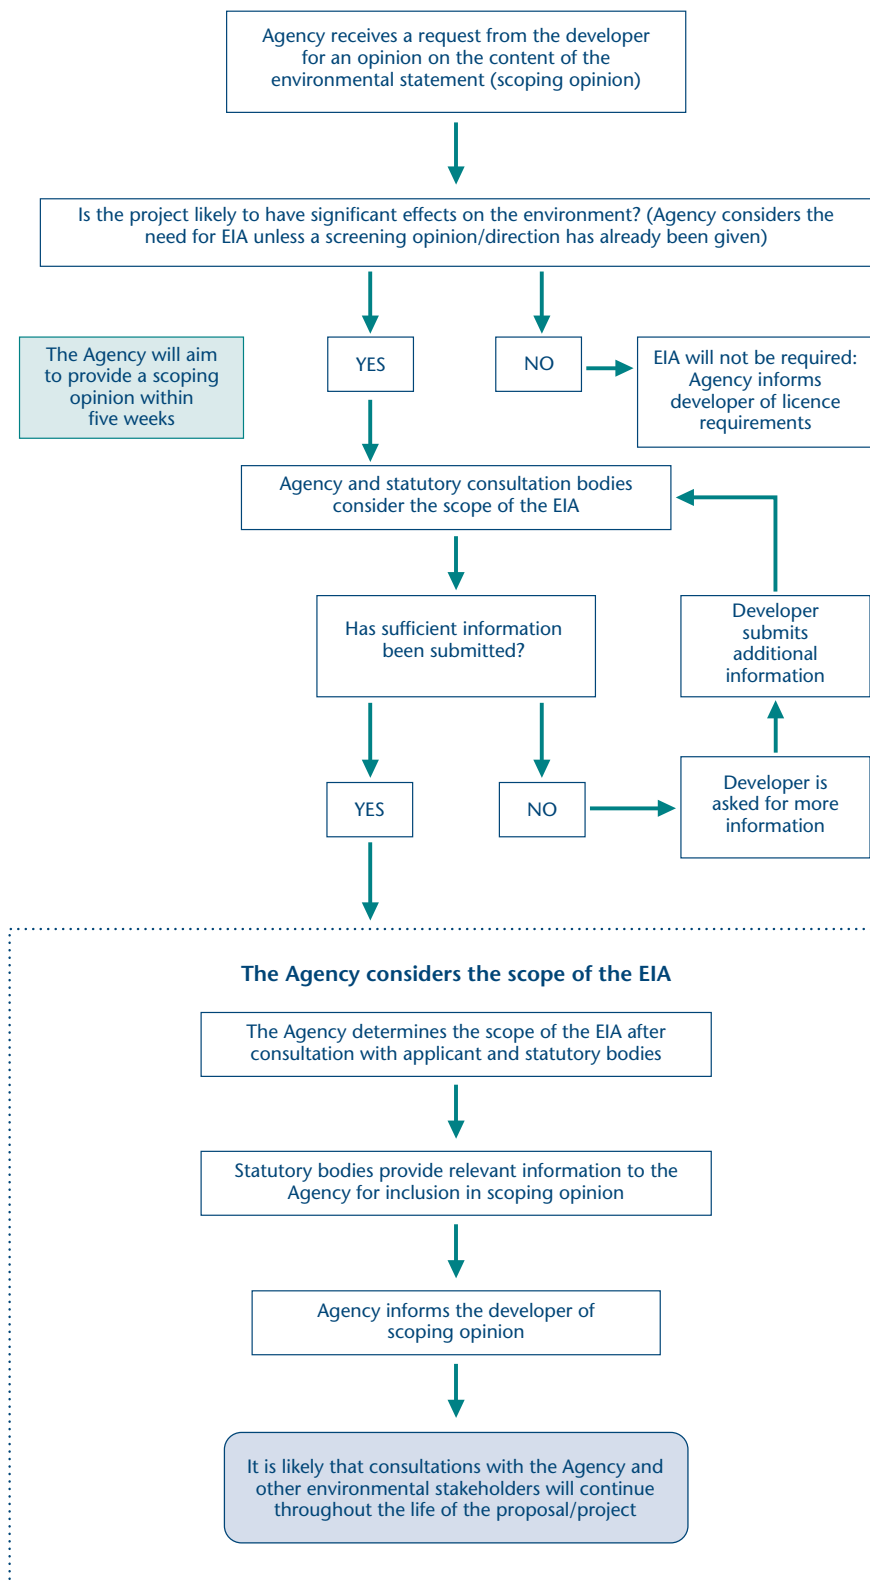 Agency receives a request from the developer
for an opinion on the content of the
environmental statement (scoping opinion)
Is the project likely to have significant effects on the environment? (Agency considers the
need for EIA unless a screening opinion/direction has already been given)
The Agency will aim
to provide a scoping
opinion within
five weeks
YES
NO
EIA will not be required:
Agency informs
developer of licence
requirements
Agency and statutory consultation bodies
consider the scope of the EIA
Has sufficient information
been submitted?
Developer
submits
additional
information
YES
NO
Developer is
asked for more
information
The Agency considers the scope of the EIA
The Agency determines the scope of the EIA after
consultation with applicant and statutory bodies
Statutory bodies provide relevant information to the
Agency for inclusion in scoping opinion
Agency informs the developer of
scoping opinion
It is likely that consultations with the Agency and
other environmental stakeholders will continue
throughout the life of the proposal/project